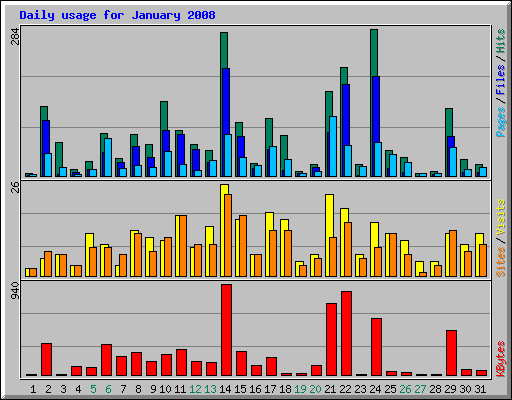 Daily usage for January 2008
284
Pages / Files / Hits
26
Sites / Visits
940
KBytes
1 2 3 4 5 6 7 8 9 10 11 12 13 14 15 16 17 18 19 20 21 22 23 24 25 26 27 28 29 30 31